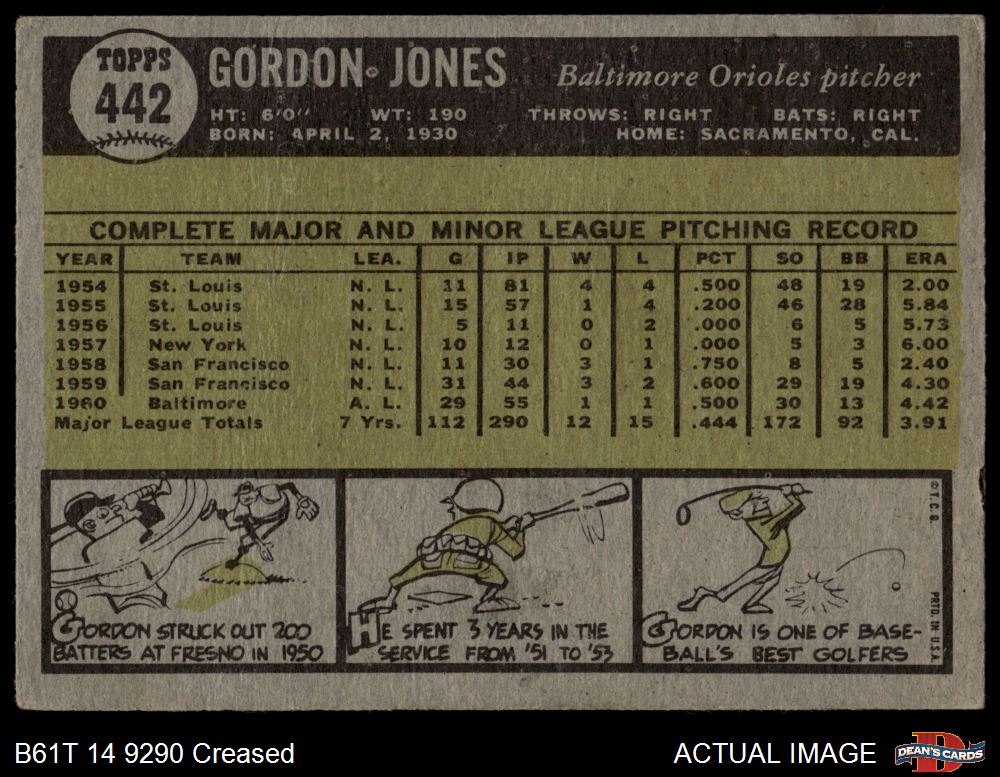 TOPPS
442
GORDON JONES
Baltimore Orioles pitcher
HT: 6'0" WT: 190 THROWS: RIGHT BATS: RIGHT
BORN: APRIL 2, 1930 HOME: SACRAMENTO, CAL.
COMPLETE MAJOR AND MINOR LEAGUE PITCHING RECORD
YEAR TEAM LEA. G IP W L PCT SO BB ERA
1954 St. Louis N. L. 11 81 4 4 .500 48 19 2.00
1955 St. Louis N. L. 15 57 1 4 .200 46 28 5.84
1956 St. Louis N. L. 5 11 0 2 .000 6 5 5.73
1957 New York N. L. 10 12 0 1 .000 5 3 6.00
1958 San Francisco N. L. 11 30 3 1 .750 8 5 2.40
1959 San Francisco N. L. 31 44 3 2 .600 29 19 4.30
1960 Baltimore A. L. 29 55 1 1 .500 30 13 4.42
Major League Totals 7 Yrs. 112 290 12 15 .444 172 92 3.91
GORDON STRUCK OUT 200
BATTERS AT FRESNO IN 1950
HE SPENT 3 YEARS IN THE
SERVICE FROM '51 TO '53
GORDON IS ONE OF BASE-
BALL'S BEST GOLFERS
© T. C. G.
PRTD. IN U.S.A.
B61T 14 9290 Creased
ACTUAL IMAGE
DEAN'S CARDS